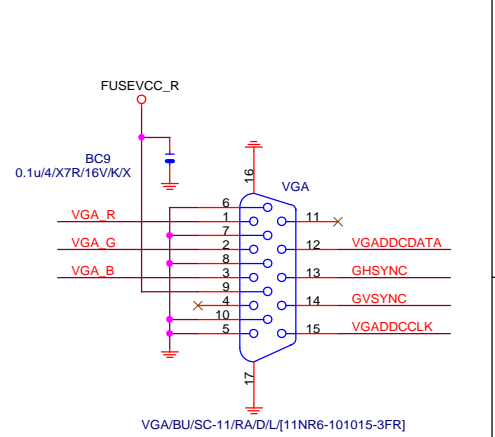 FUSEVCC_R
BC9
0.1u/4/X7R/16V/K/X
16
VGA
6
VGA_R
1
11
7
VGA_G
2
12
VGADDCDATA
8
VGA_B
3
13
GHSYNC
9
4
14
GVSYNC
10
5
15
VGADDCCLK
17
VGA/BU/SC-11/RA/D/L/[11NR6-101015-3FR]